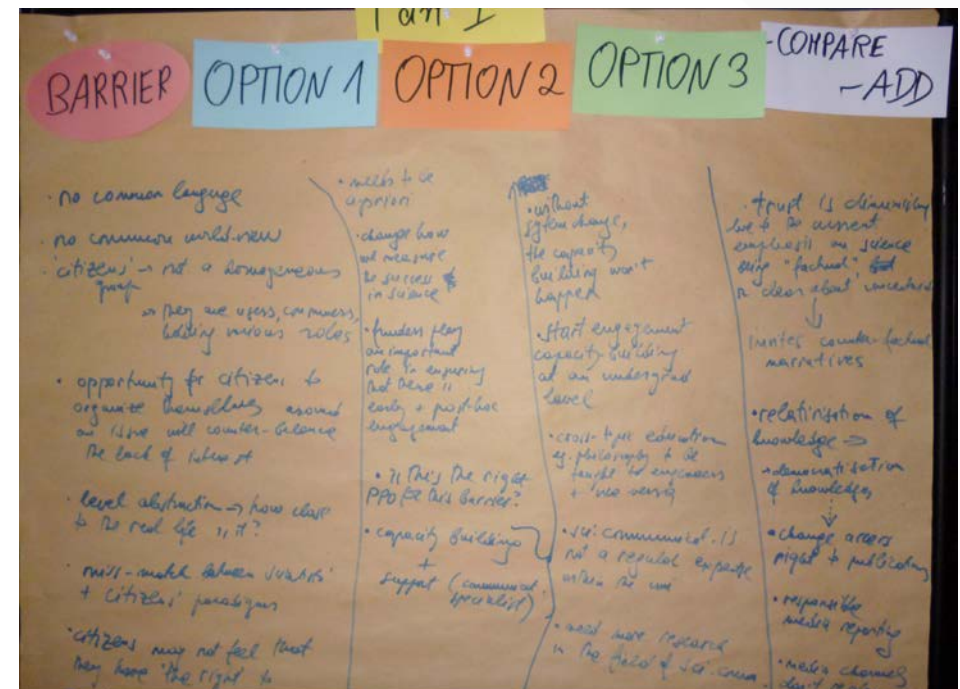 BARRIER
OPTION 1
OPTION 2
OPTION 3
-COMPARE
-ADD
• no common language
• no common world-view
'citizens' → not a homogeneous
group
→ they are users, consumers,
holding various roles
• opportunity for citizens to
organize themselves around
an issue will counter-balance
the lack of interest
• level abstraction → how close
to the real life is it?
• miss-match between scientists'
+ citizens' paradigms
• citizens may not feel that
they have the right to
• needs to be
a-priori
• change how
we measure
the success
in science
• funders play
an important
role in ensuring
that there is
early + post-hoc
engagement
• Is this the right
PPO for this barrier?
• capacity building
+
support (communicat.
specialist)
• without
system change,
the capacity
building won't
happen
• start engagement
capacity-building
at an undergrad
level
• cross-type education
eg. philosophy to be
taught to engineers
+ vice versa
• sci. communicat. is
not a regular expertise
within the uni
• need more research
in the field of sci. comm.
• trust is diminishing
due to the current
emphasis on science
being "factual",
clear about
↓
invites counter-factual
narratives
• relativisation of
knowledge ⇒
• democratisation
of knowledge
↓
• change access
right to publications
• responsible
media reporting
• media channels
don't